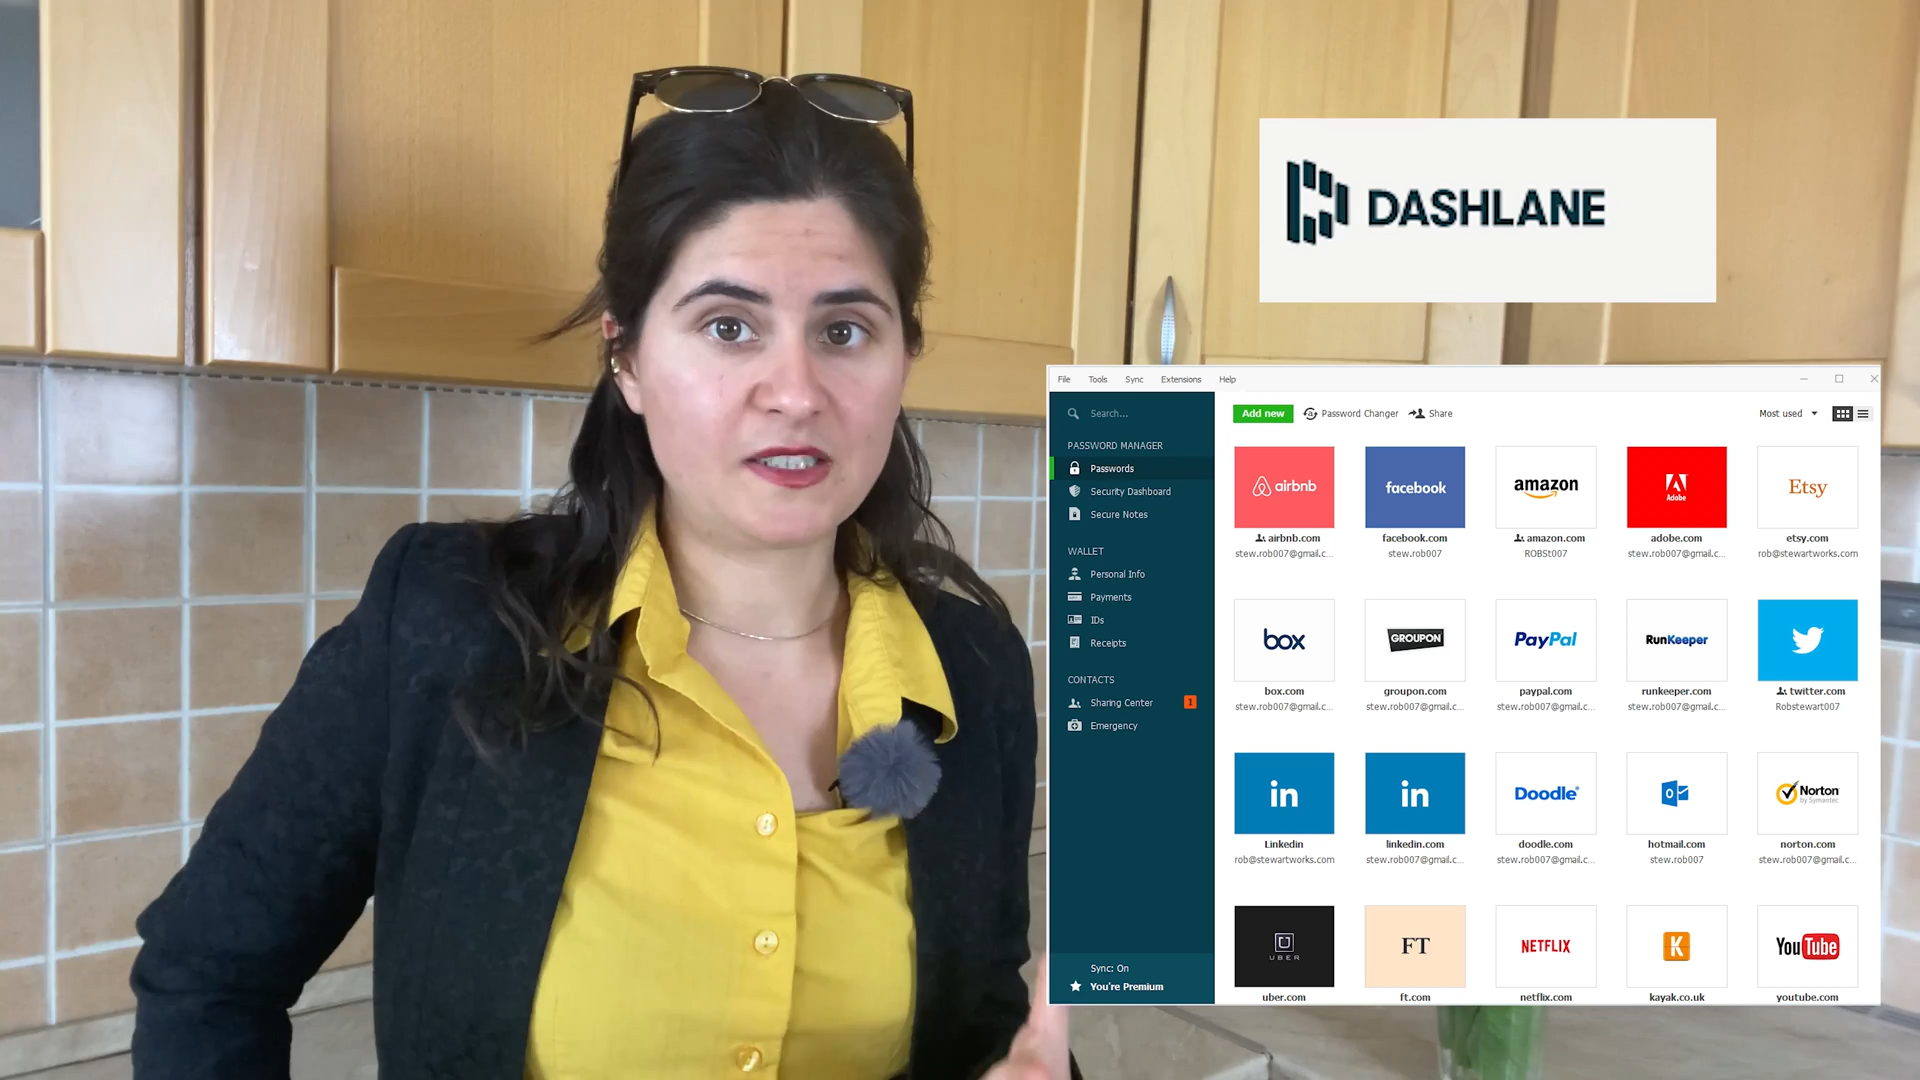 DASHLANE
File Tools Sync Extensions Help
Search...
Add new Password Changer Share Most used
PASSWORD MANAGER
Passwords
Security Dashboard
Secure Notes
WALLET
Personal Info
Payments
IDs
Receipts
CONTACTS
Sharing Center 1
Emergency
Sync: On
You're Premium
airbnb facebook amazon Adobe Etsy
airbnb.com facebook.com amazon.com adobe.com etsy.com
stew.rob007@gmail.c... stew.rob007 ROBSt007 stew.rob007@gmail.c... rob@stewartworks.com
box GROUPON PayPal RunKeeper
box.com groupon.com paypal.com runkeeper.com twitter.com
stew.rob007@gmail.c... stew.rob007@gmail.c... stew.rob007@gmail.c... stew.rob007@gmail.c... Robstewart007
in in Doodle® o Norton
by Symantec
Linkedin linkedin.com doodle.com hotmail.com norton.com
rob@stewartworks.com stew.rob007@gmail.c... stew.rob007@gmail.c... stew.rob007 stew.rob007@gmail.c...
UBER FT NETFLIX K YouTube
uber.com ft.com netflix.com kayak.co.uk youtube.com